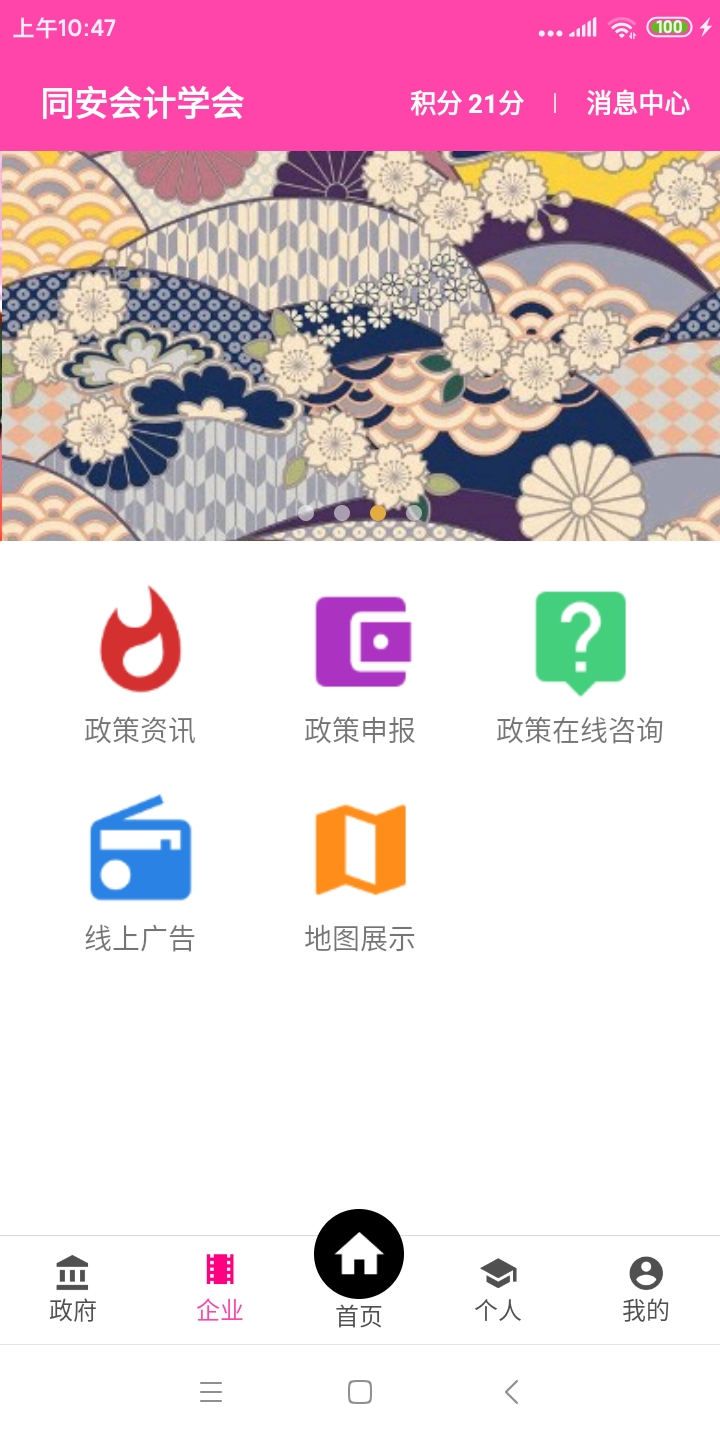 上午10:47
100
同安会计学会
积分 21分
消息中心
政策资讯
政策申报
政策在线咨询
线上广告
地图展示
政府
企业
首页
个人
我的